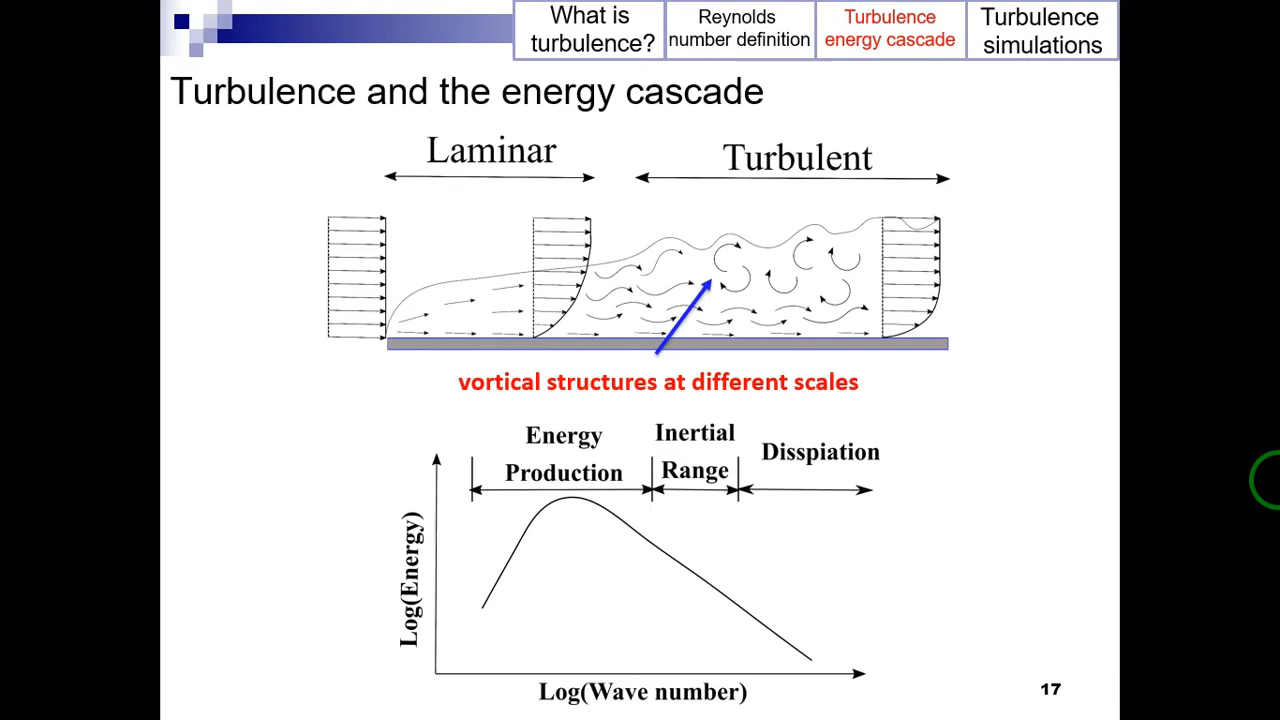 What is
turbulence?
Reynolds
number definition
Turbulence
energy cascade
Turbulence
simulations
Turbulence and the energy cascade
Laminar
Turbulent
vortical structures at different scales
Energy
Production
Inertial
Range
Disspiation
Log(Energy)
Log(Wave number)
17